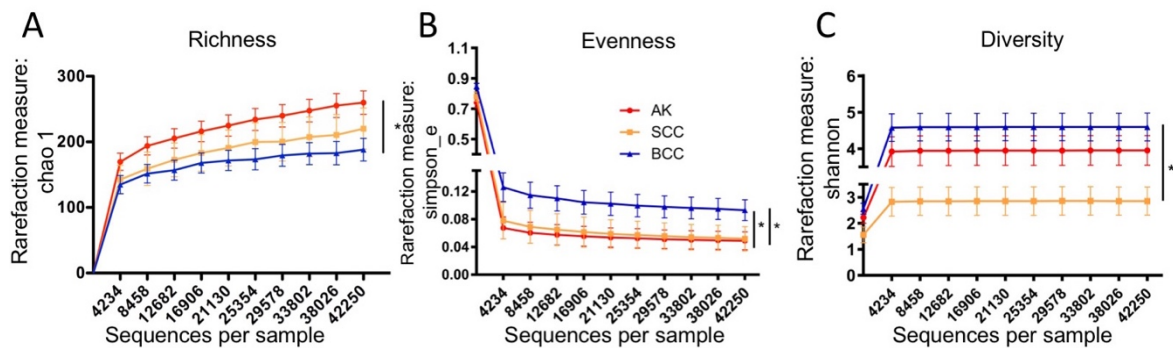 A
Richness
Rarefaction measure:
chao 1
300
200
100
0
*
4234
8458
12682
16906
21130
25354
29578
33802
38026
42250
Sequences per sample
B
Evenness
Rarefaction measure:
simpson_e
1.1
0.9
0.7
0.5
0.12
0.08
0.04
0.00
AK
SCC
BCC
* *
4234
8458
12682
16906
21130
25354
29578
33802
38026
42250
Sequences per sample
C
Diversity
Rarefaction measure:
shannon
6
5
4
3
2
1
0
*
4234
8458
12682
16906
21130
25354
29578
33802
38026
42250
Sequences per sample